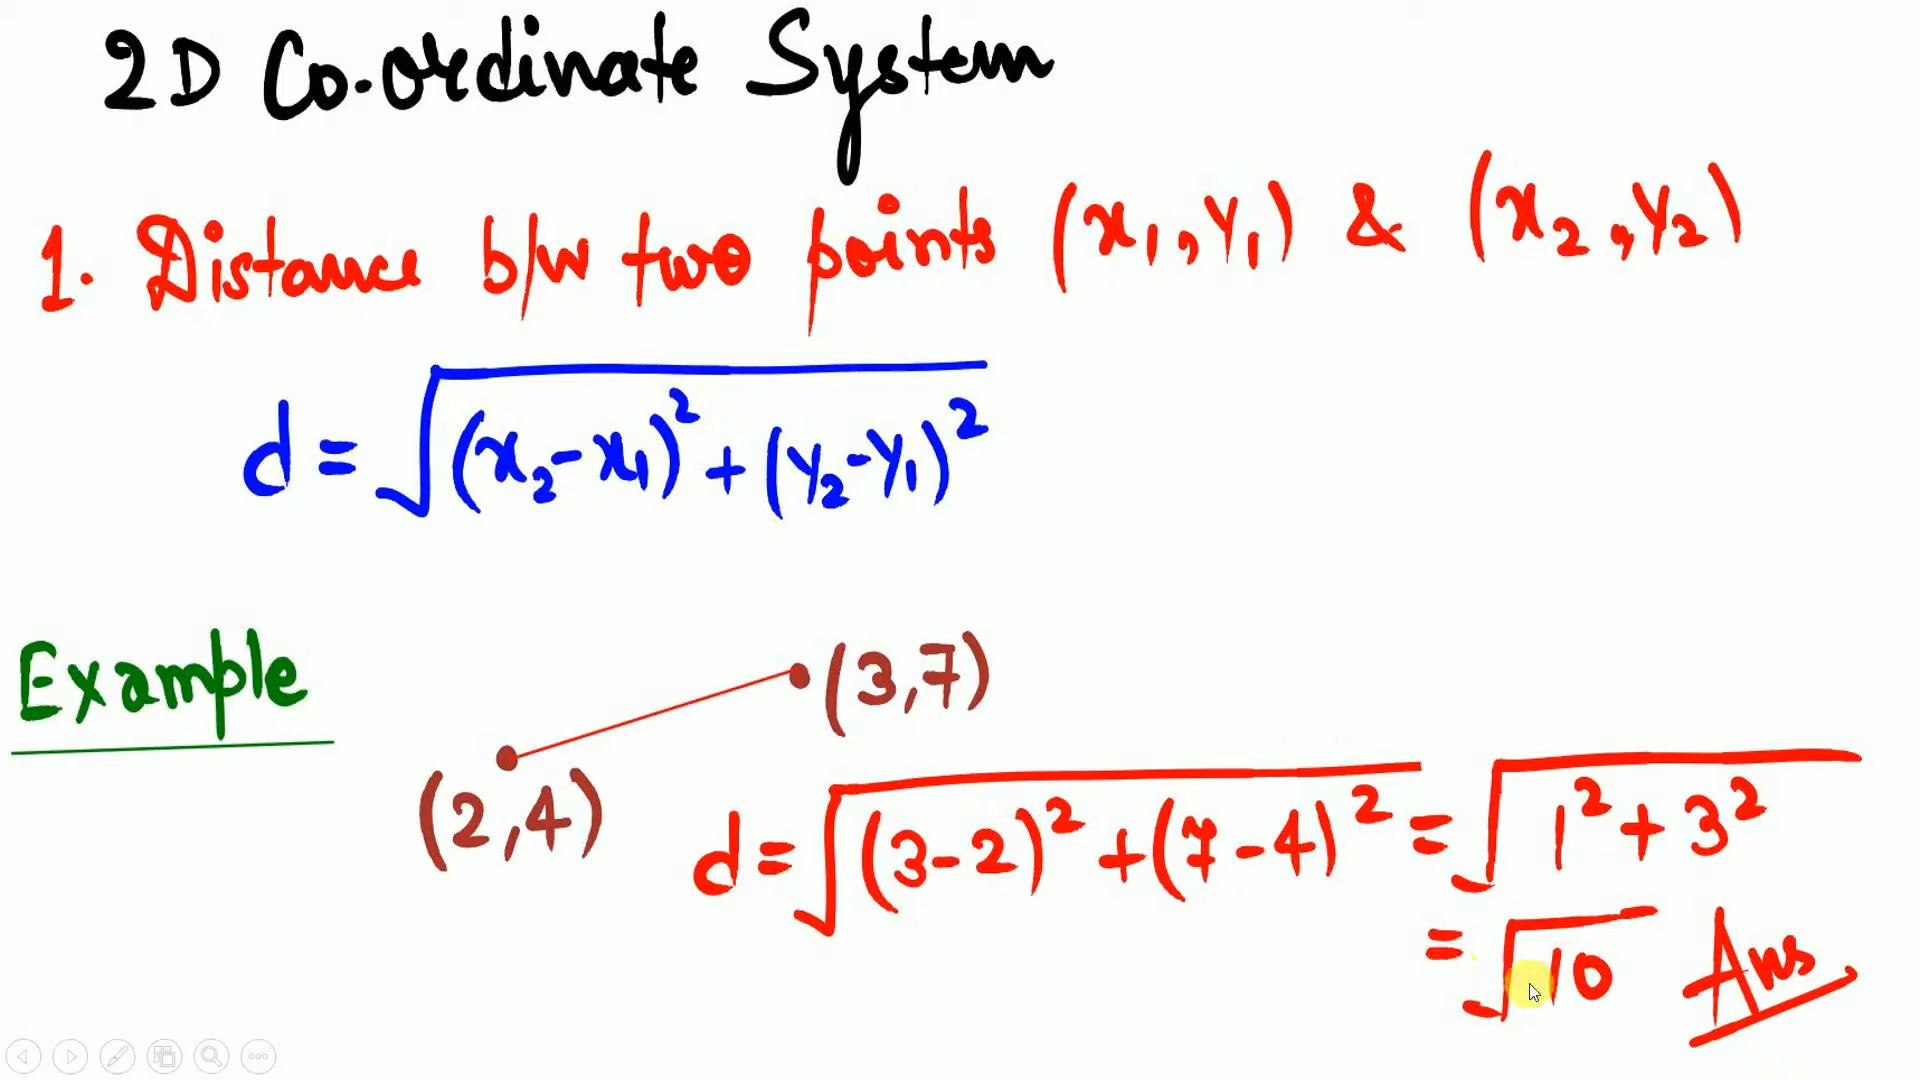 2D Co-ordinate System
1. Distance b/w two points (x₁,y₁) & (x₂,y₂)
d = √((x₂-x₁)² + (y₂-y₁)²)
Example
(3,7)
(2,4)
d = √((3-2)² + (7-4)²) = √(1² + 3²)
= √10 Ans